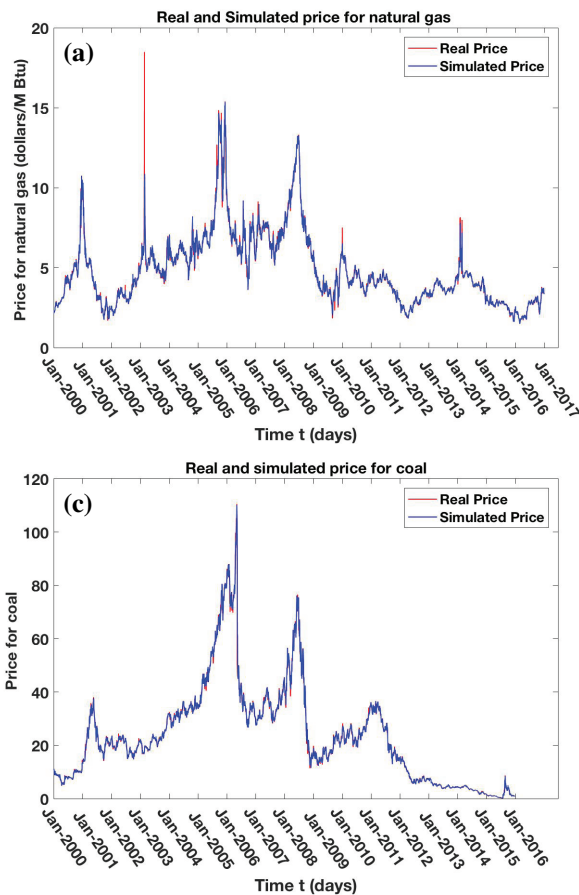 Real and Simulated price for natural gas
(a)
Real Price
Simulated Price
Price for natural gas (dollars/M Btu)
20
15
10
5
0
Jan-2000
Jan-2001
Jan-2002
Jan-2003
Jan-2004
Jan-2005
Jan-2006
Jan-2007
Jan-2008
Jan-2009
Jan-2010
Jan-2011
Jan-2012
Jan-2013
Jan-2014
Jan-2015
Jan-2016
Jan-2017
Time t (days)
Real and simulated price for coal
(c)
Real Price
Simulated Price
Price for coal
120
100
80
60
40
20
0
Jan-2000
Jan-2001
Jan-2002
Jan-2003
Jan-2004
Jan-2005
Jan-2006
Jan-2007
Jan-2008
Jan-2009
Jan-2010
Jan-2011
Jan-2012
Jan-2013
Jan-2014
Jan-2015
Jan-2016
Time t (days)